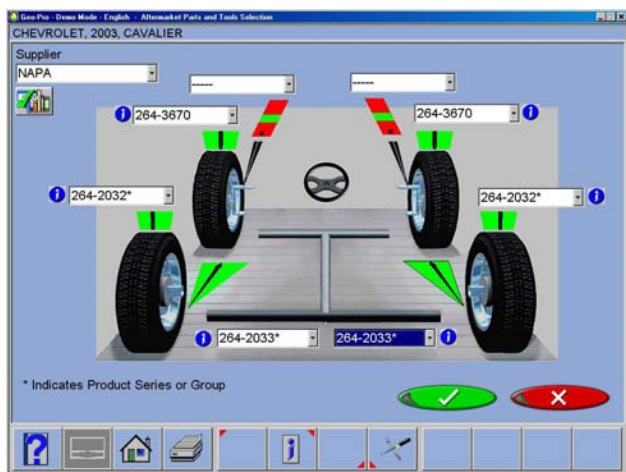 Geo-Pro - Demo Mode - English - Aftermarket Parts and Tools Selection
CHEVROLET, 2003, CAVALIER
Supplier
NAPA
-----
-----
264-3670
264-3670
264-2032*
264-2032*
264-2033*
264-2033*
* Indicates Product Series or Group